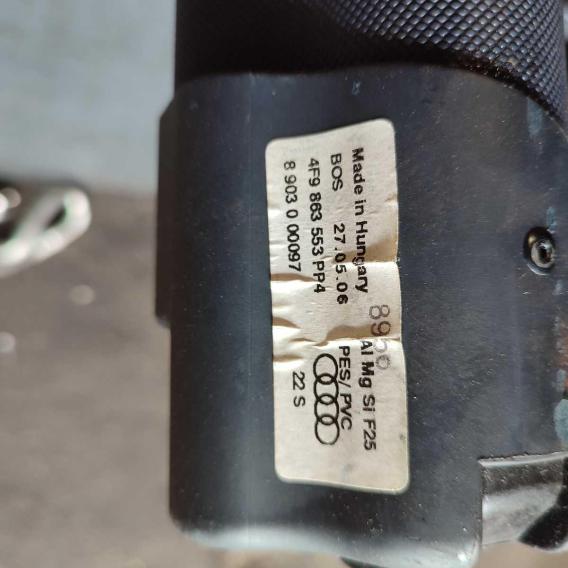 Made in Hungary
BOS 27.05.06
4F9 863 553 PP4
8 903 0 00097
Al Mg Si F25
PES/PVC
22 S